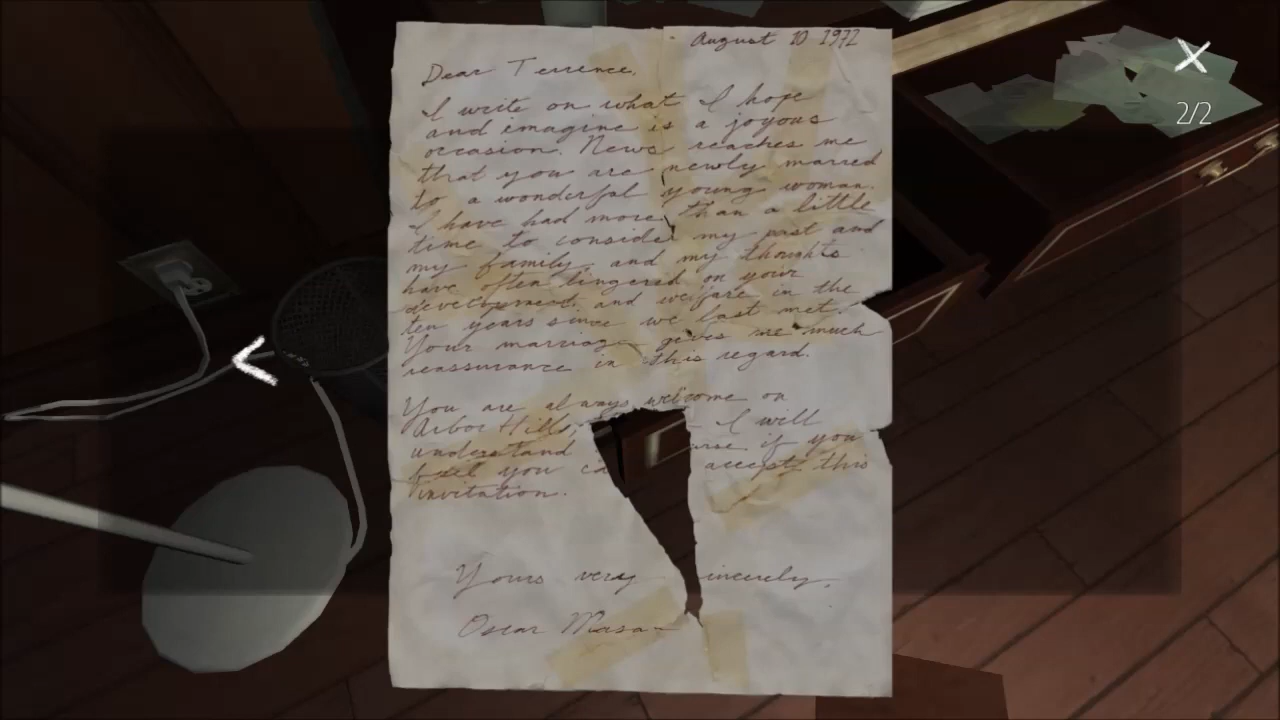 August 10 1972
Dear Terrence,
I write on what I hope
and imagine is a joyous
occasion. News reaches me
that you are newly married
to a wonderful young woman.
I have had more than a little
time to consider my past and
my family and my thoughts
have often lingered on your
development and welfare in the
ten years since we last met.
Your marriage gives me much
reassurance in this regard.
You are always welcome on
Arbor Hill, I will
understand if you
feel you accept this
invitation.
Yours very
Oscar
2/2